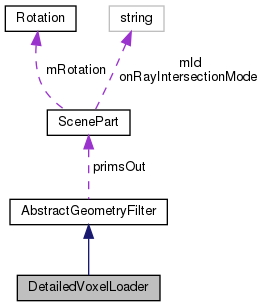 Rotation
string
mRotation
mId
onRayIntersectionMode
ScenePart
primsOut
AbstractGeometryFilter
DetailedVoxelLoader